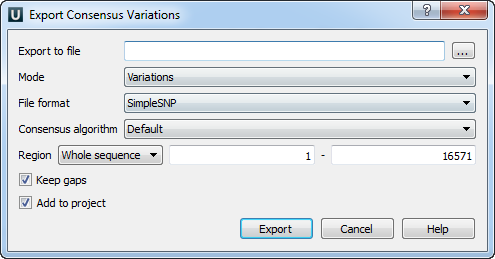 U Export Consensus Variations ?
Export to file ...
Mode Variations
File format SimpleSNP
Consensus algorithm Default
Region Whole sequence 1 - 16571
Keep gaps
Add to project
Export Cancel Help